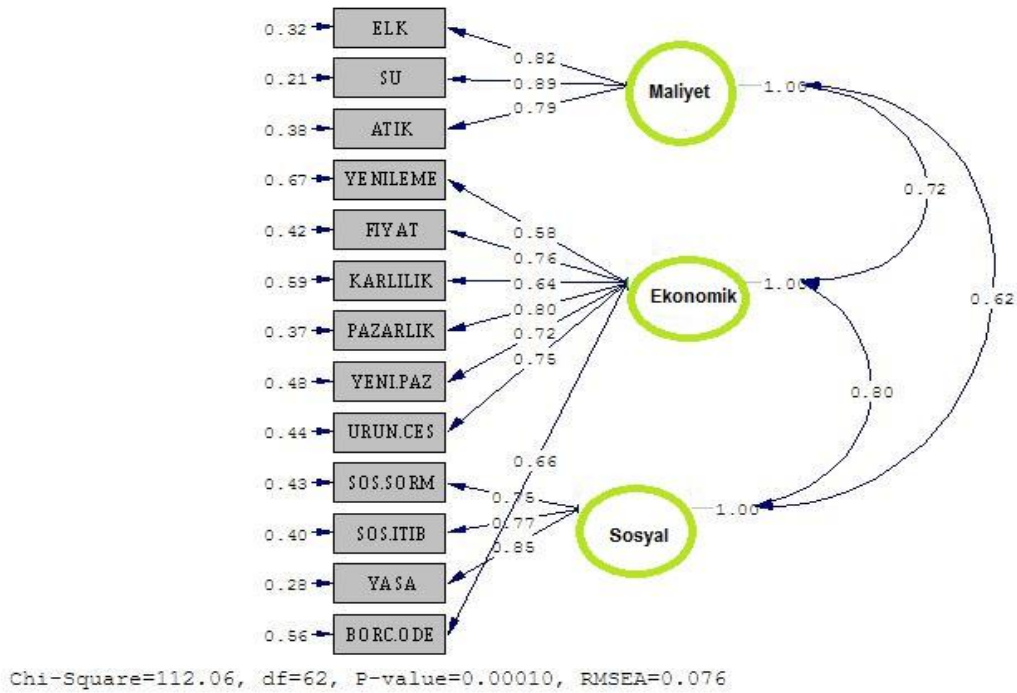 0.32 ELK
0.82
0.21 SU
0.89
Maliyet
1.00
0.79
0.38 ATIK
0.67 YENILEME
0.72
0.58
0.42 FIYAT
0.76
0.59 KARLILIK
0.64
Ekonomik
1.00
0.62
0.80
0.37 PAZARLIK
0.72
0.75
0.48 YENI.PAZ
0.80
0.44 URUN.CES
0.66
0.43 SOS.SORM
0.75
1.00
0.77
0.40 SOS.ITIB
Sosyal
0.85
0.28 YASA
0.56 BORC.ODE
Chi-Square=112.06, df=62, P-value=0.00010, RMSEA=0.076